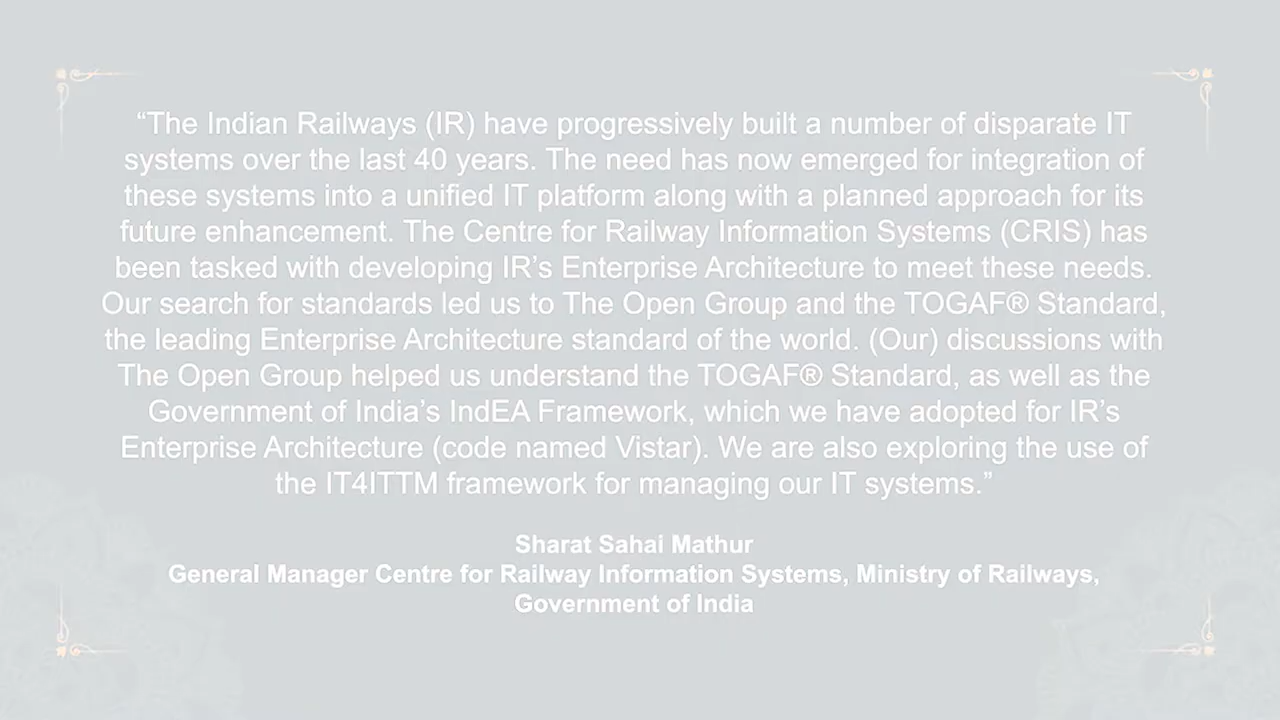 “The Indian Railways (IR) have progressively built a number of disparate IT
systems over the last 40 years. The need has now emerged for integration of
these systems into a unified IT platform along with a planned approach for its
future enhancement. The Centre for Railway Information Systems (CRIS) has
been tasked with developing IR’s Enterprise Architecture to meet these needs.
Our search for standards led us to The Open Group and the TOGAF® Standard,
the leading Enterprise Architecture standard of the world. (Our) discussions with
The Open Group helped us understand the TOGAF® Standard, as well as the
Government of India’s IndEA Framework, which we have adopted for IR’s
Enterprise Architecture (code named Vistar). We are also exploring the use of
the IT4ITTM framework for managing our IT systems.”
Sharat Sahai Mathur
General Manager Centre for Railway Information Systems, Ministry of Railways,
Government of India